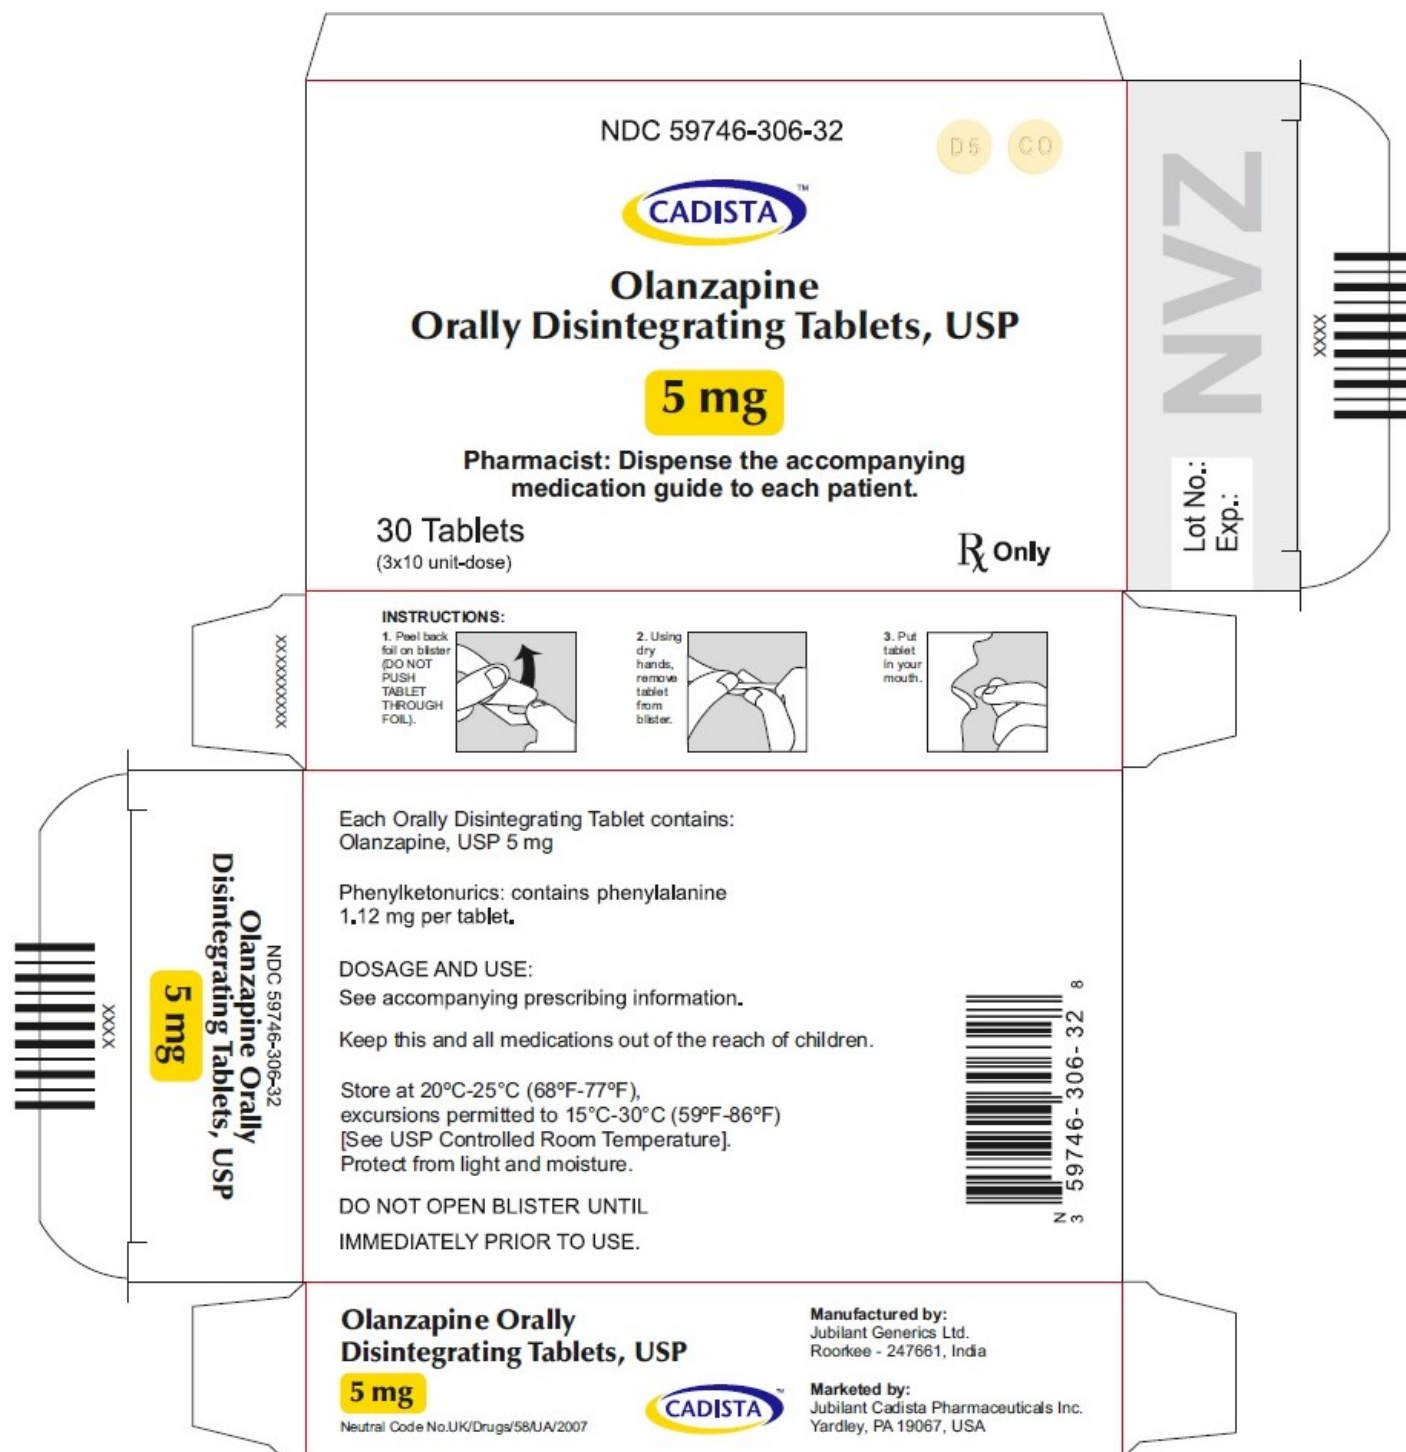 NDC 59746-306-32
D5
CO
CADISTA™
Olanzapine
Orally Disintegrating Tablets, USP
5 mg
Pharmacist: Dispense the accompanying
medication guide to each patient.
30 Tablets
(3x10 unit-dose)
Rx Only
NVZ
Lot No.:
Exp.:
XXXX
XXXXXXXXX
INSTRUCTIONS:
1. Peel back
foil on blister
(DO NOT
PUSH
TABLET
THROUGH
FOIL).
2. Using
dry
hands,
remove
tablet
from
blister.
3. Put
tablet
in your
mouth.
NDC 59746-306-32
Olanzapine Orally
Disintegrating Tablets, USP
5 mg
XXXX
Each Orally Disintegrating Tablet contains:
Olanzapine, USP 5 mg
Phenylketonurics: contains phenylalanine
1.12 mg per tablet.
DOSAGE AND USE:
See accompanying prescribing information.
Keep this and all medications out of the reach of children.
Store at 20°C-25°C (68°F-77°F),
excursions permitted to 15°C-30°C (59°F-86°F)
[See USP Controlled Room Temperature].
Protect from light and moisture.
DO NOT OPEN BLISTER UNTIL
IMMEDIATELY PRIOR TO USE.
N
3 59746-306-32 8
Olanzapine Orally
Disintegrating Tablets, USP
5 mg
Neutral Code No.UK/Drugs/58/UA/2007
CADISTA™
Manufactured by:
Jubilant Generics Ltd.
Roorkee - 247661, India
Marketed by:
Jubilant Cadista Pharmaceuticals Inc.
Yardley, PA 19067, USA